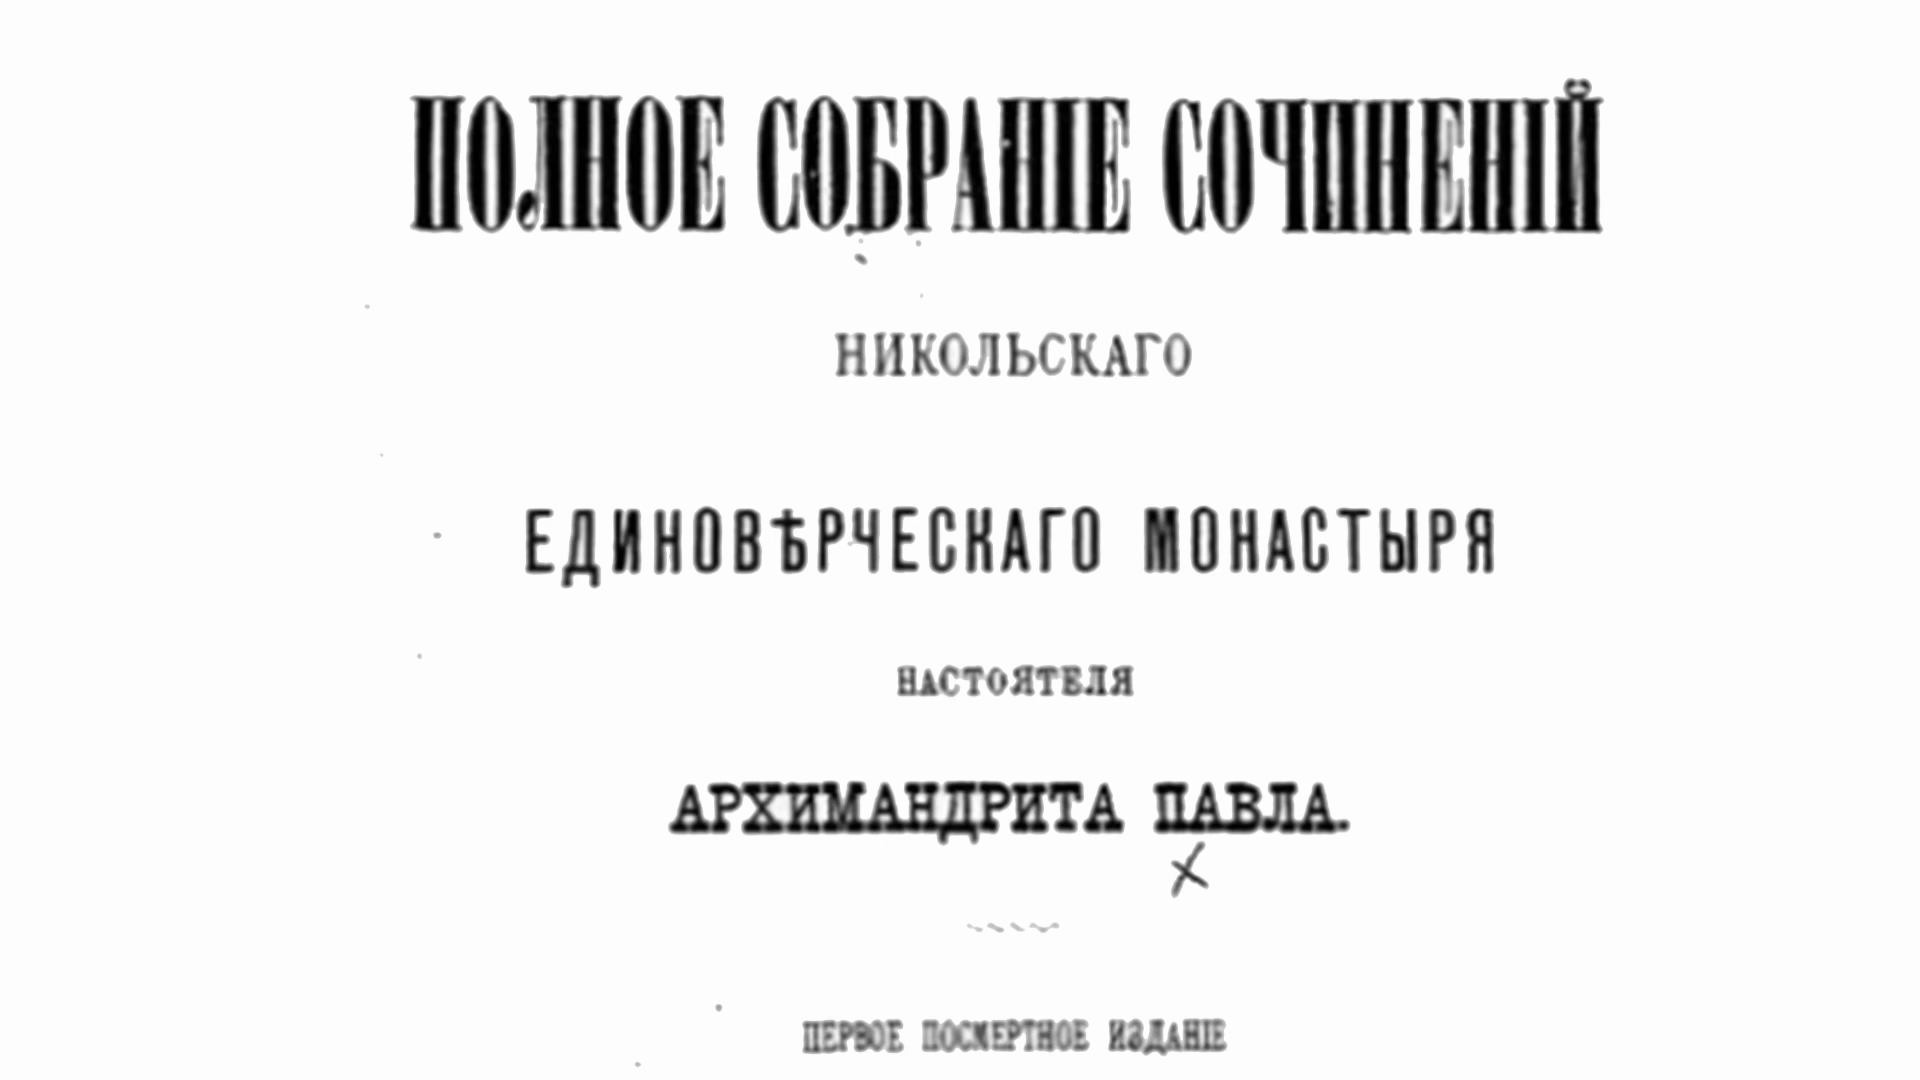 ПОЛНОЕ СОБРАНІЕ СОЧИНЕНІЙ
НИКОЛЬСКАГО
ЕДИНОВѢРЧЕСКАГО МОНАСТЫРЯ
НАСТОЯТЕЛЯ
АРХИМАНДРИТА ПАВЛА.
ПЕРВОЕ ПОСМЕРТНОЕ ИЗДАНІЕ